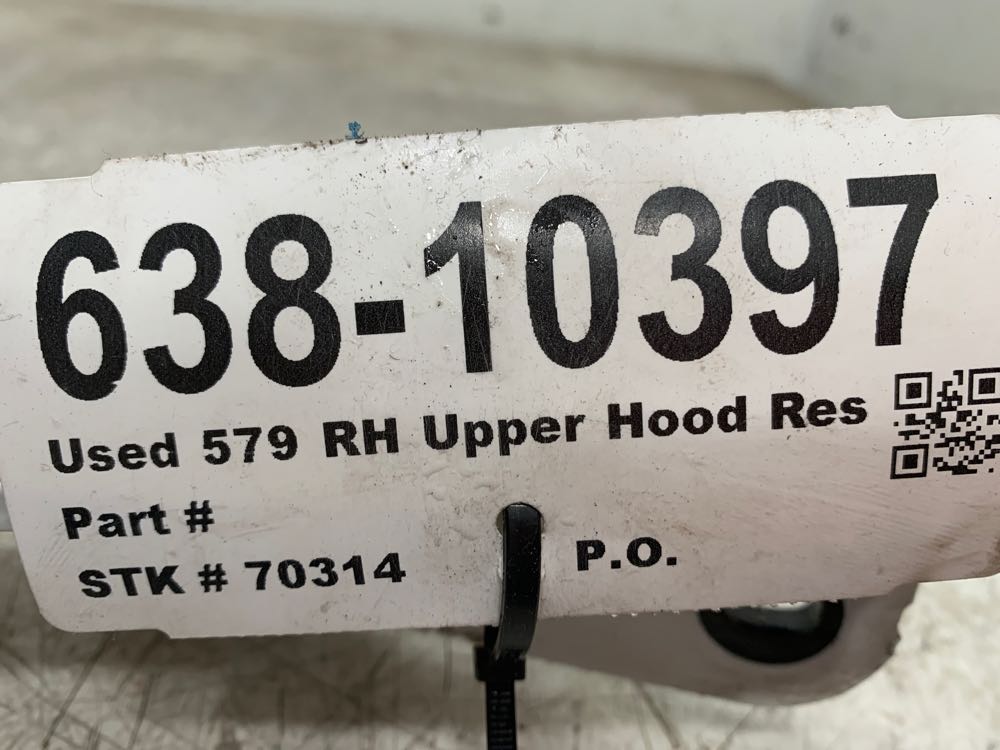 638-10397
Used 579 RH Upper Hood Res
Part #
STK # 70314
P.O.